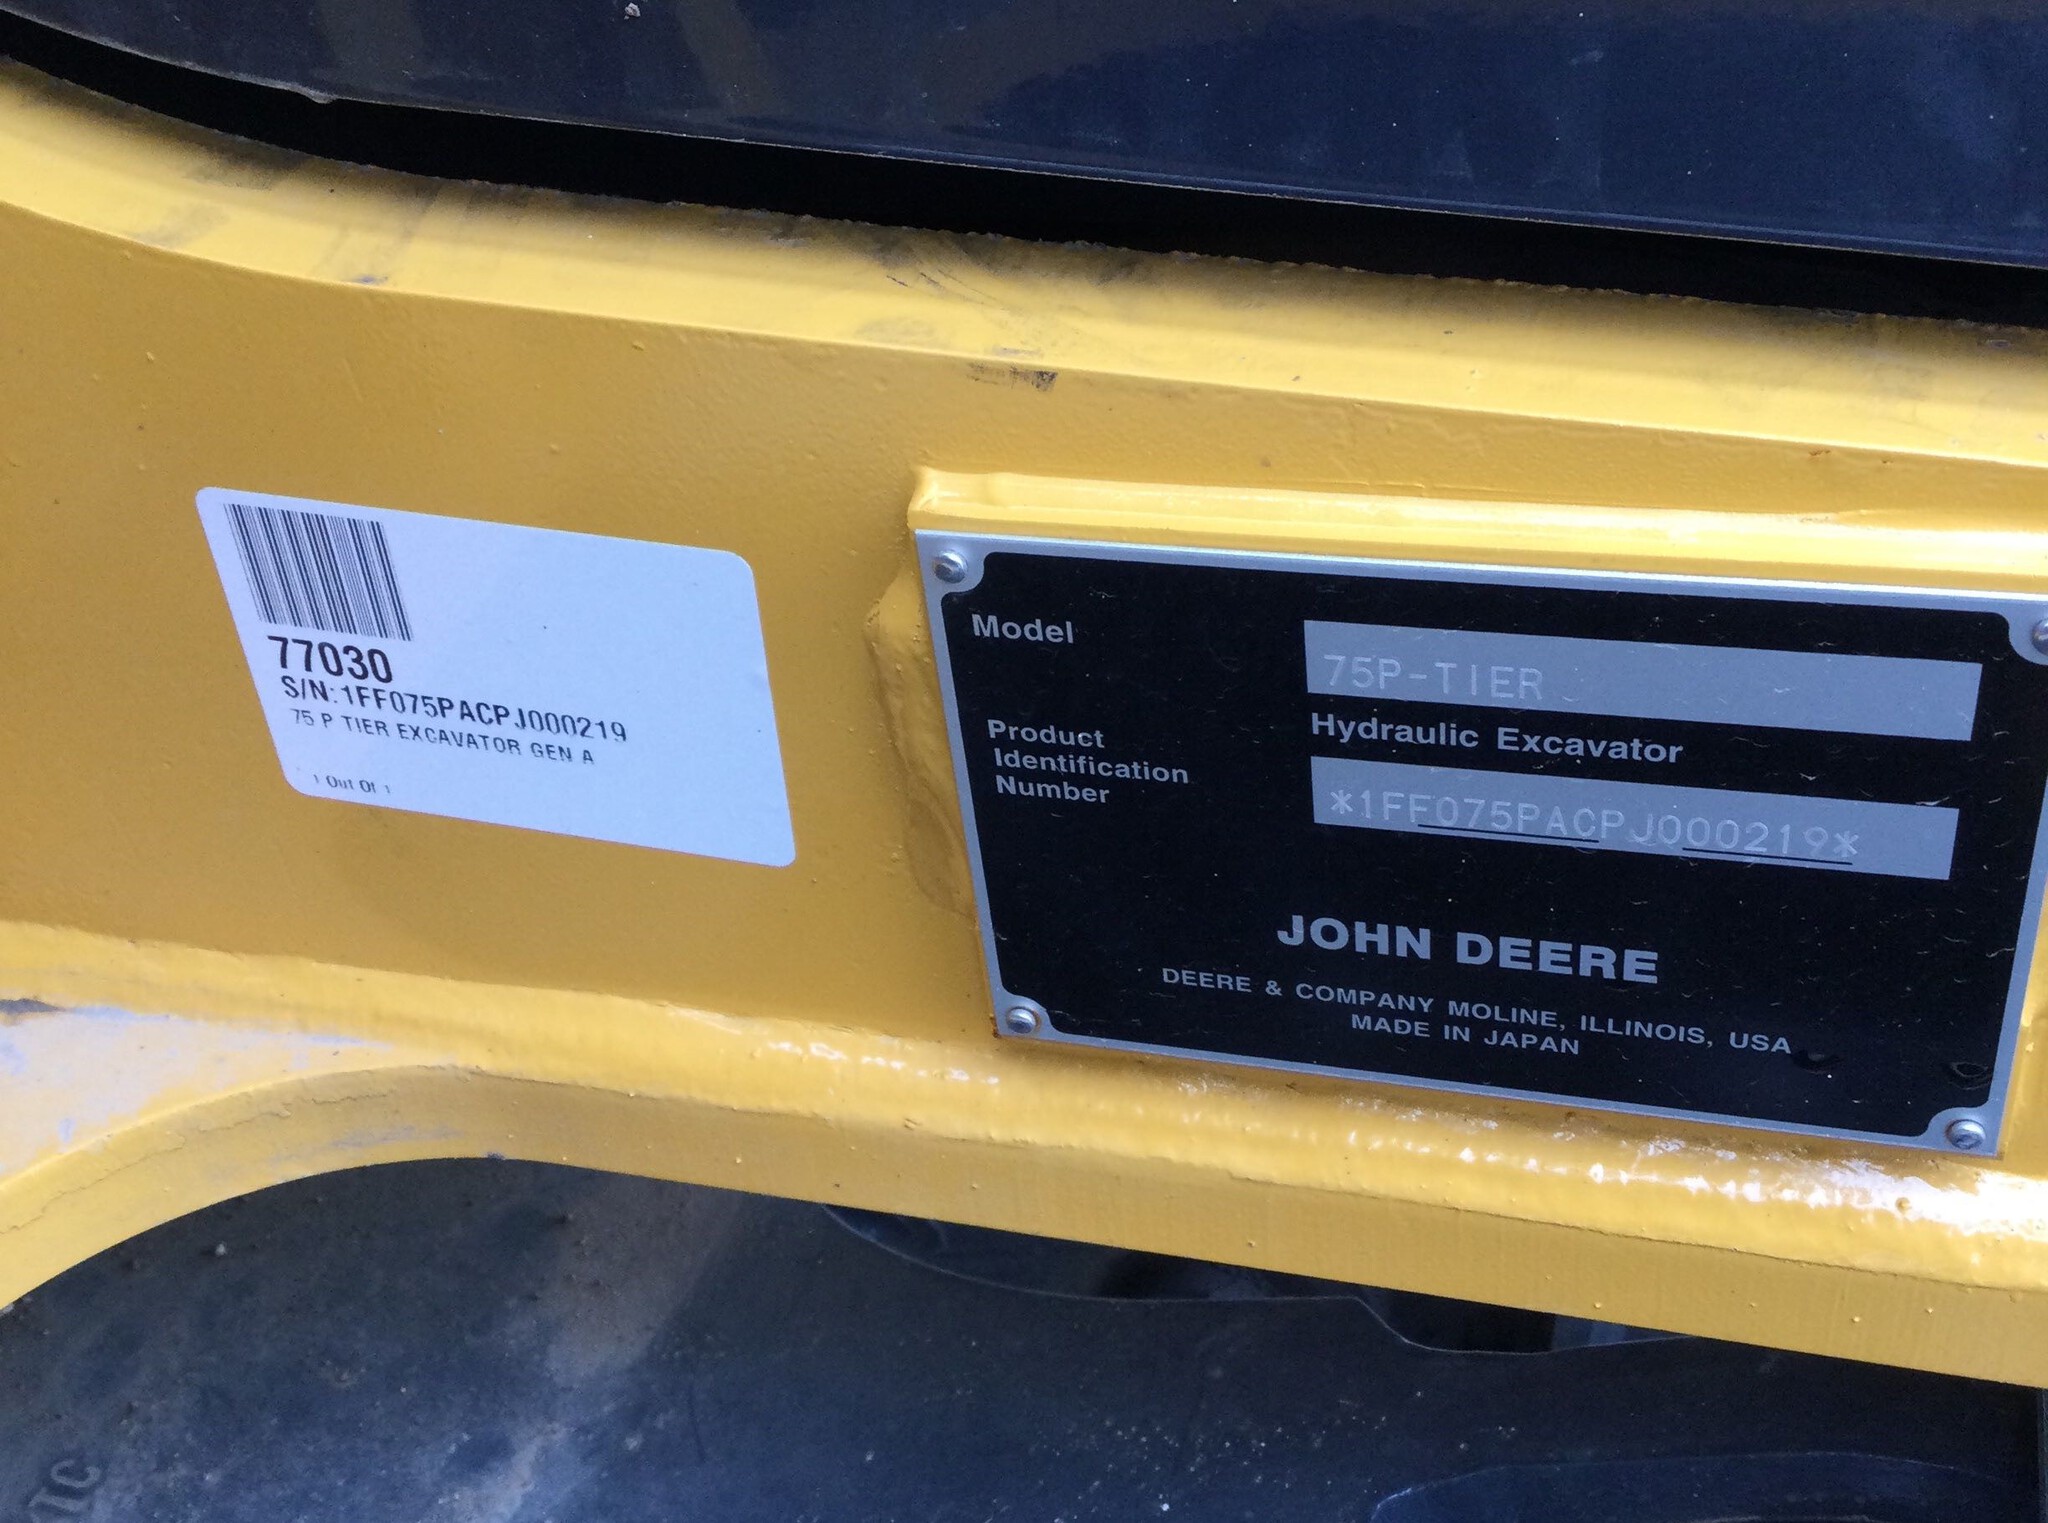 77030
S/N:1FF075PACPJ000219
75 P TIER EXCAVATOR GEN A
1 Out Of 1
Model
75P-TIER
Hydraulic Excavator
Product
Identification
Number
*1FF075PACPJ000219*
JOHN DEERE
DEERE & COMPANY MOLINE, ILLINOIS, USA
MADE IN JAPAN